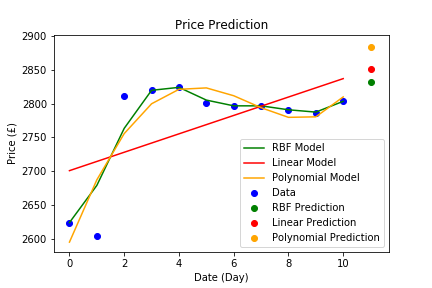 Price Prediction
2900
2850
2800
2750
2700
2650
2600
Price (£)
0
2
4
6
8
10
Date (Day)
RBF Model
Linear Model
Polynomial Model
Data
RBF Prediction
Linear Prediction
Polynomial Prediction